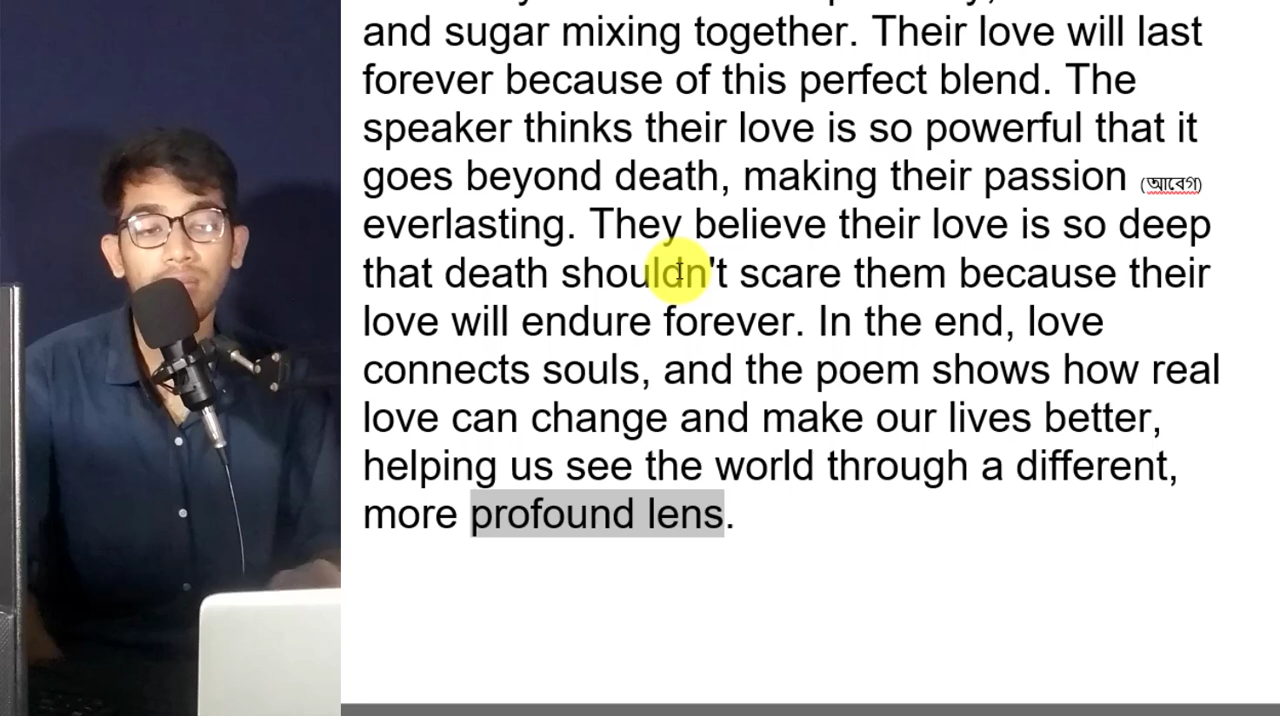 and sugar mixing together. Their love will last
forever because of this perfect blend. The
speaker thinks their love is so powerful that it
goes beyond death, making their passion (আবেগ)
everlasting. They believe their love is so deep
that death shouldn't scare them because their
love will endure forever. In the end, love
connects souls, and the poem shows how real
love can change and make our lives better,
helping us see the world through a different,
more profound lens.